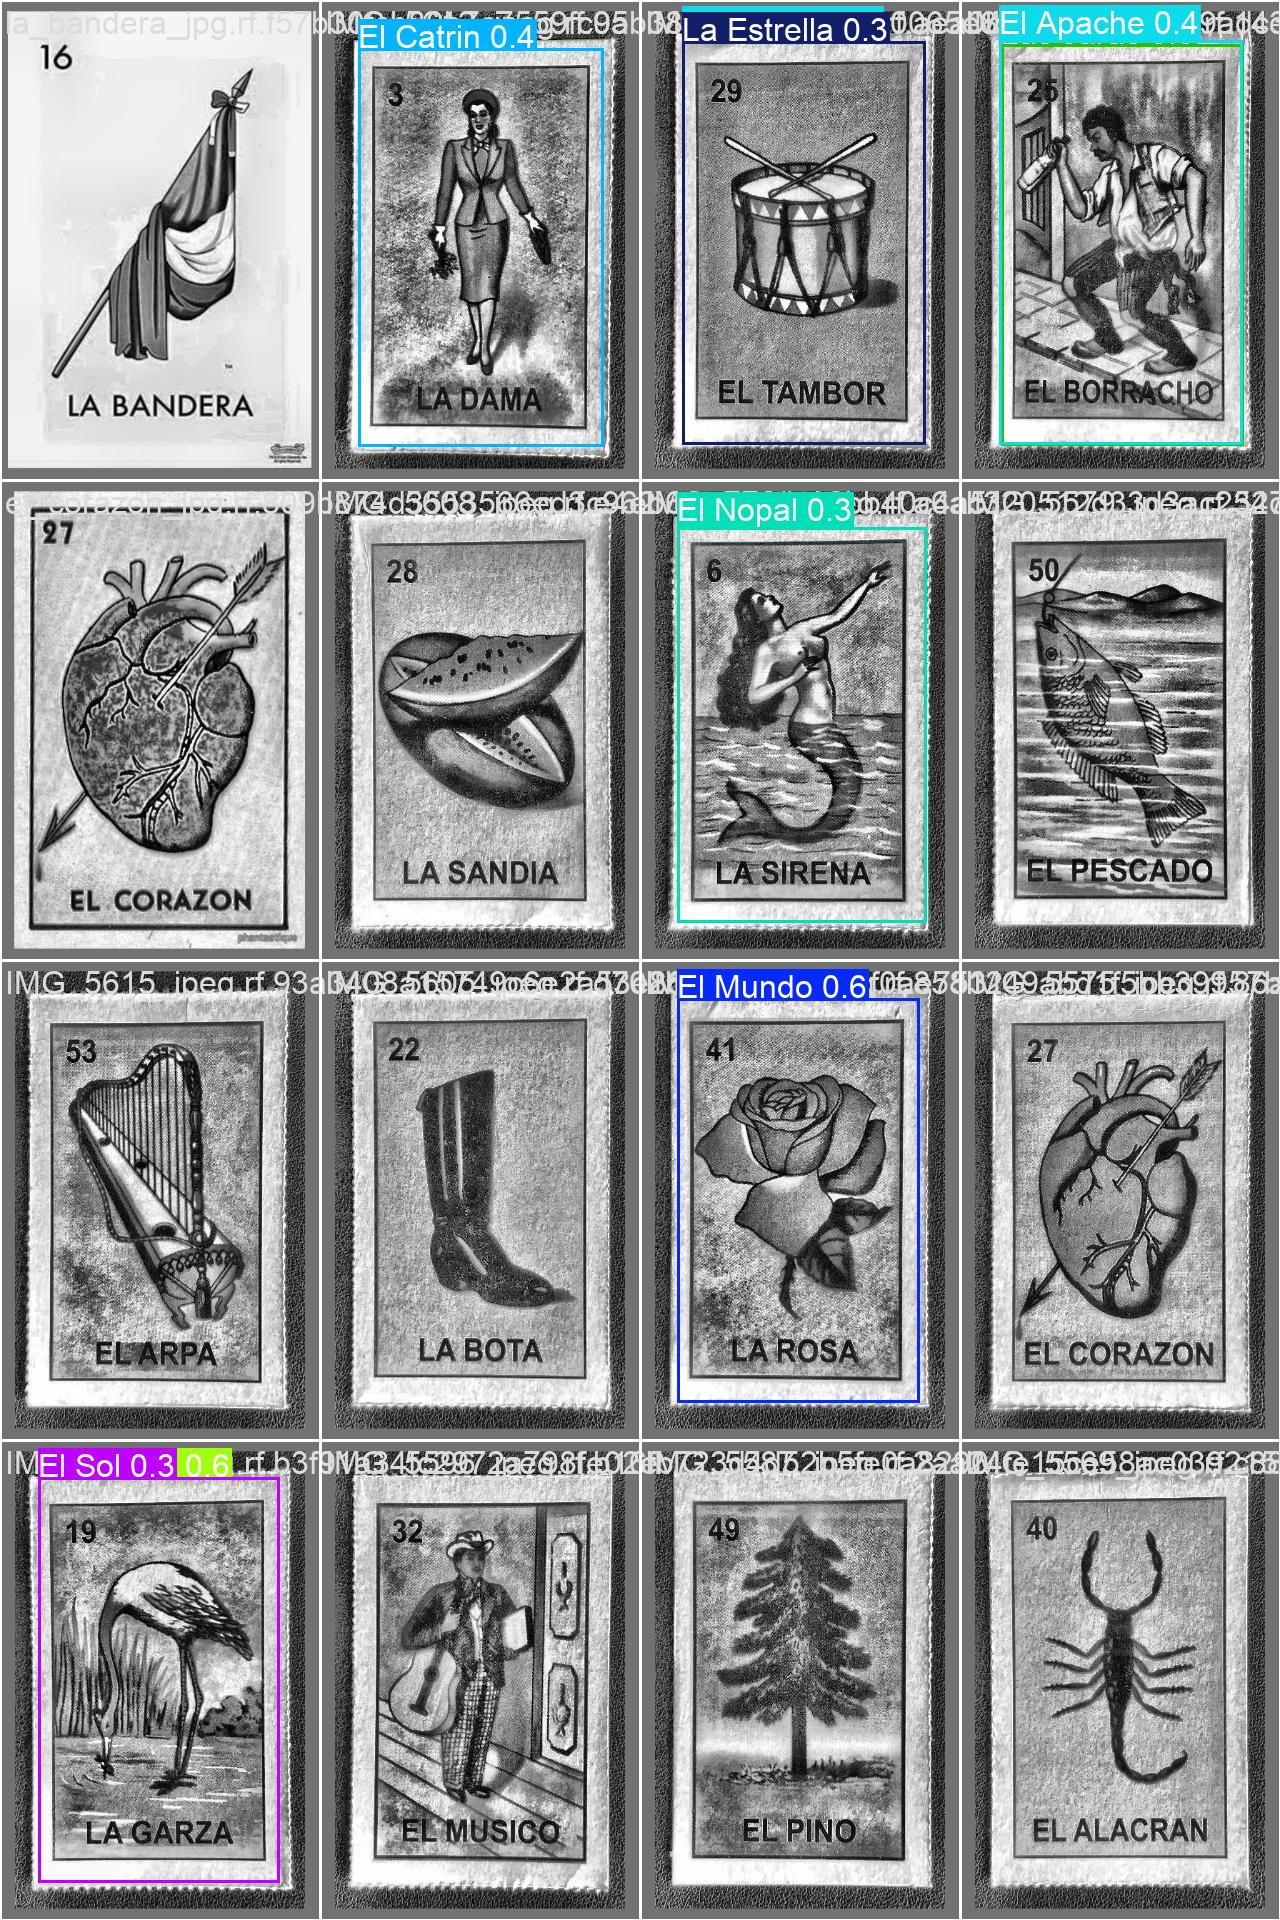 16
LA BANDERA
El Catrin 0.4
3
LA DAMA
La Estrella 0.3
29
EL TAMBOR
El Apache 0.4
25
EL BORRACHO
27
EL CORAZON
phantastique
28
LA SANDIA
El Nopal 0.3
6
LA SIRENA
50
EL PESCADO
53
EL ARPA
22
LA BOTA
El Mundo 0.6
41
LA ROSA
27
EL CORAZON
El Sol 0.3 0.6
19
LA GARZA
32
EL MUSICO
49
EL PINO
40
EL ALACRAN